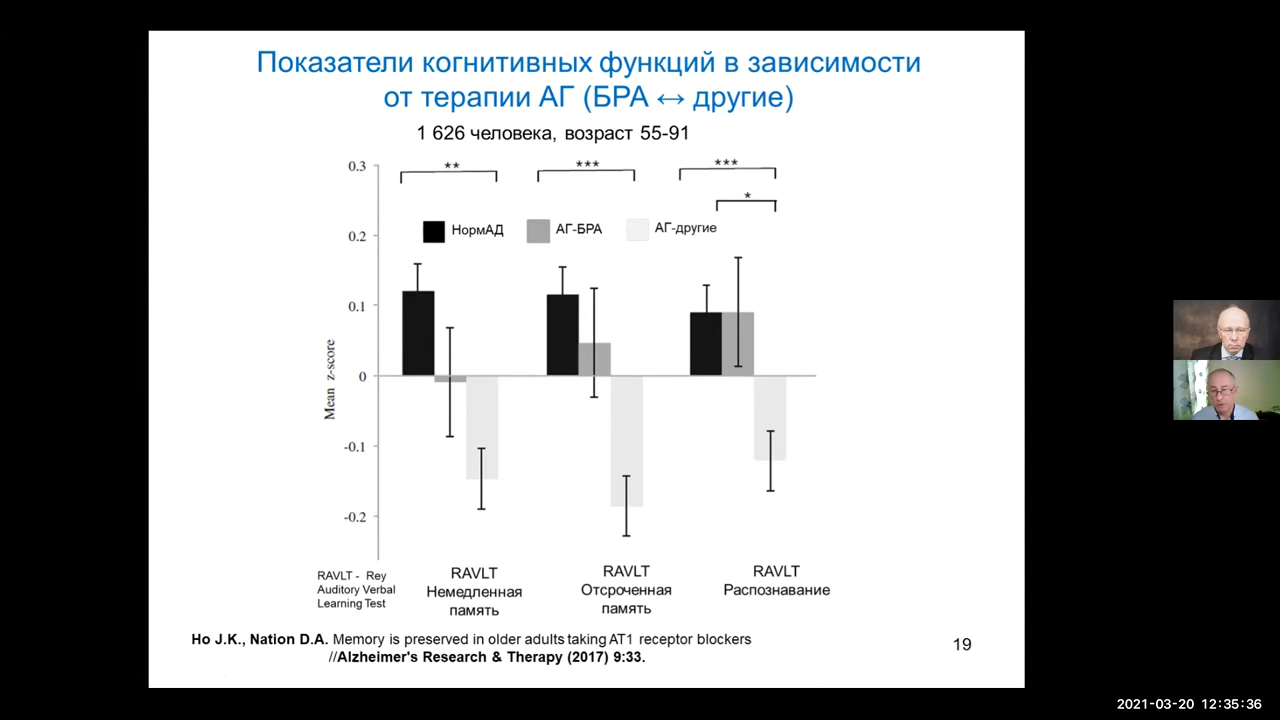 Показатели когнитивных функций в зависимости
от терапии АГ (БРА ↔ другие)
1 626 человека, возраст 55-91
** *** ***
*
0.3
0.2
0.1
0
-0.1
-0.2
Mean z-score
НормАД АГ-БРА АГ-другие
RAVLT - Rey
Auditory Verbal
Learning Test
RAVLT
Немедленная
память
RAVLT
Отсроченная
память
RAVLT
Распознавание
Ho J.K., Nation D.A. Memory is preserved in older adults taking AT1 receptor blockers
//Alzheimer's Research & Therapy (2017) 9:33.
19
2021-03-20 12:35:36